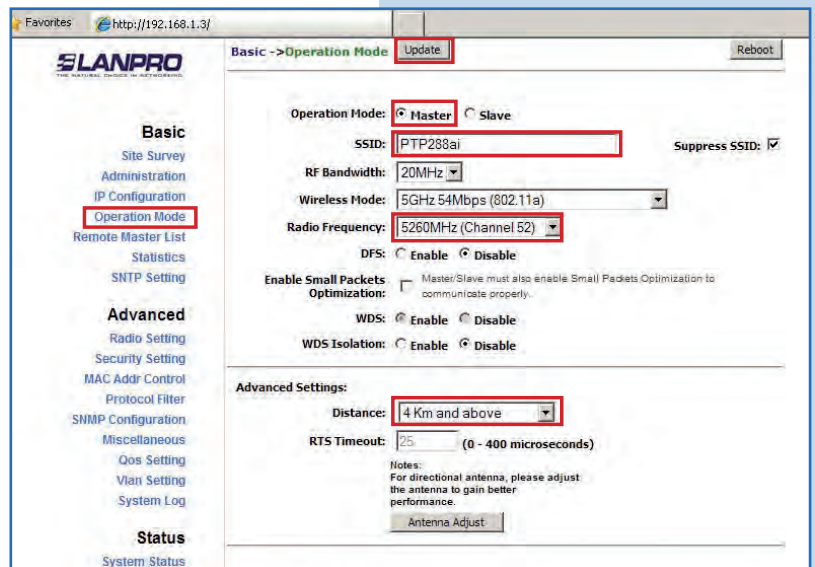 Favorites http://192.168.1.3/
LANPRO
THE NATURAL CHOICE IN NETWORKING
Basic ->Operation Mode Update Reboot
Basic
Site Survey
Administration
IP Configuration
Operation Mode
Remote Master List
Statistics
SNTP Setting
Advanced
Radio Setting
Security Setting
MAC Addr Control
Protocol Filter
SNMP Configuration
Miscellaneous
Qos Setting
Vlan Setting
System Log
Status
System Status
Operation Mode: Master Slave
SSID: PTP288ai Suppress SSID:
RF Bandwidth: 20MHz
Wireless Mode: 5GHz 54Mbps (802.11a)
Radio Frequency: 5260MHz (Channel 52)
DFS: Enable Disable
Enable Small Packets
Optimization:
Master/Slave must also enable Small Packets Optimization to
communicate properly.
WDS: Enable Disable
WDS Isolation: Enable Disable
Advanced Settings:
Distance: 4 Km and above
RTS Timeout: 25 (0 - 400 microseconds)
Notes:
For directional antenna, please adjust
the antenna to gain better
performance.
Antenna Adjust